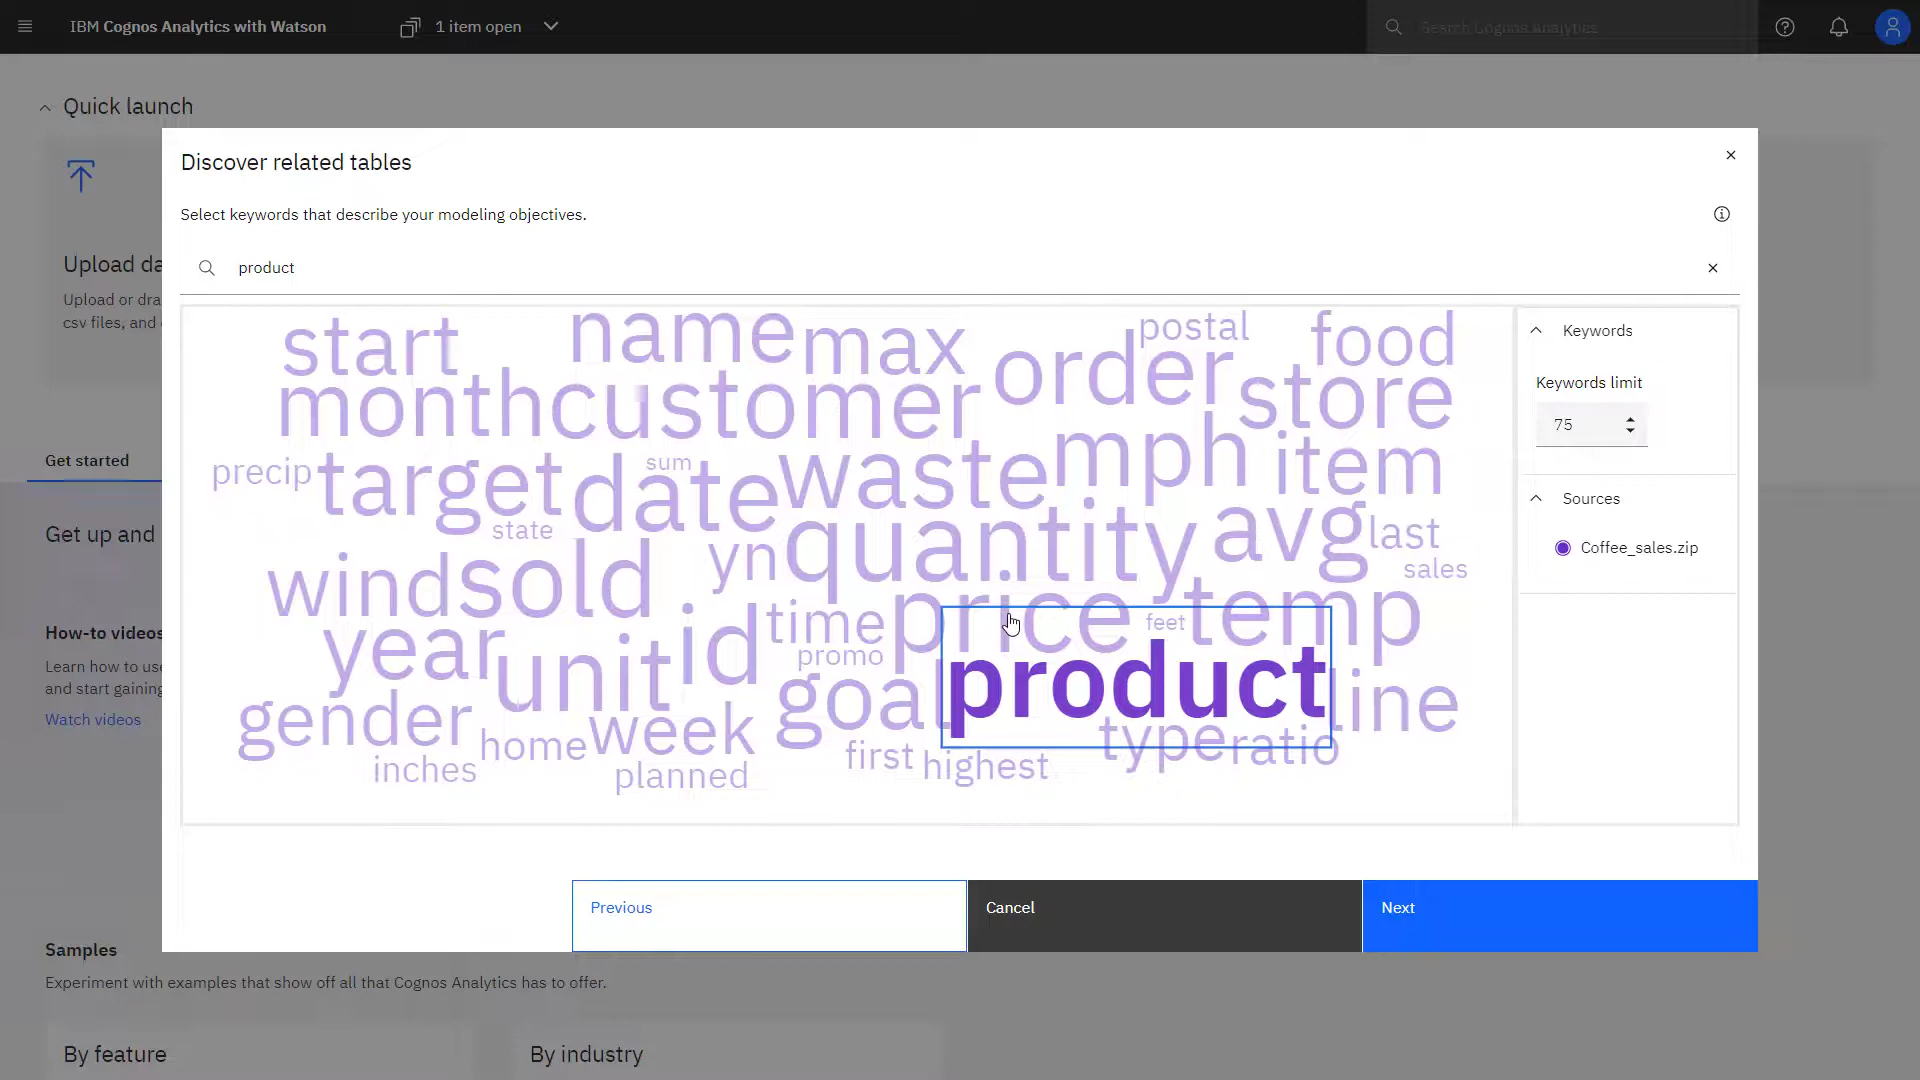 IBM Cognos Analytics with Watson
1 item open
Search Cognos Analytics
Quick launch
Upload da
Upload or dra
csv files, and
Get started
Get up and
How-to videos
Learn how to use
and start gaining
Watch videos
Discover related tables
Select keywords that describe your modeling objectives.
product
start
name
max
order
postal
food
month
customer
store
precip
target
sum
date
waste
mph
item
state
quantity
avg
last
sales
wind
sold
yn
price
feet
temp
year
unit
id
time
promo
product
gender
home
week
goal
line
inches
planned
first
highest
type
ratio
Keywords
Keywords limit
75
Sources
Coffee_sales.zip
Previous
Cancel
Next
Samples
Experiment with examples that show off all that Cognos Analytics has to offer.
By feature
By industry